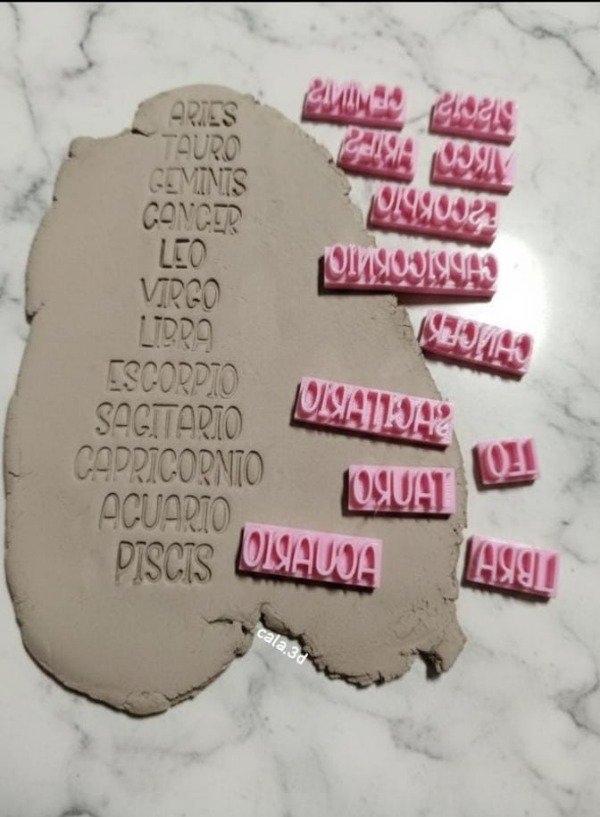 ARIES
TAURO
GEMINIS
CANCER
LEO
VIRGO
LIBRA
ESCORPIO
SAGITARIO
CAPRICORNIO
ACUARIO
PISCIS
GEMINIS
PISCIS
ARIES
VIRGO
ESCORPIO
CAPRICORNIO
CANCER
SAGITARIO
LEO
TAURO
ACUARIO
LIBRA
cala.3d